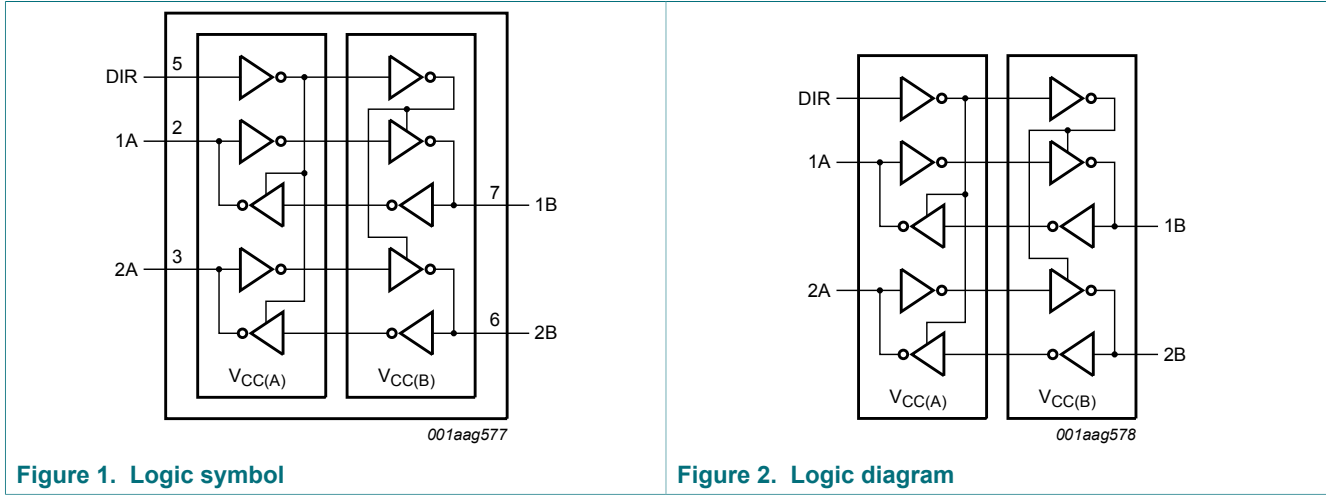 DIR
5
1A
2
7
1B
2A
3
6
2B
VCC(A)
VCC(B)
001aag577
Figure 1. Logic symbol
DIR
1A
1B
2A
2B
VCC(A)
VCC(B)
001aag578
Figure 2. Logic diagram